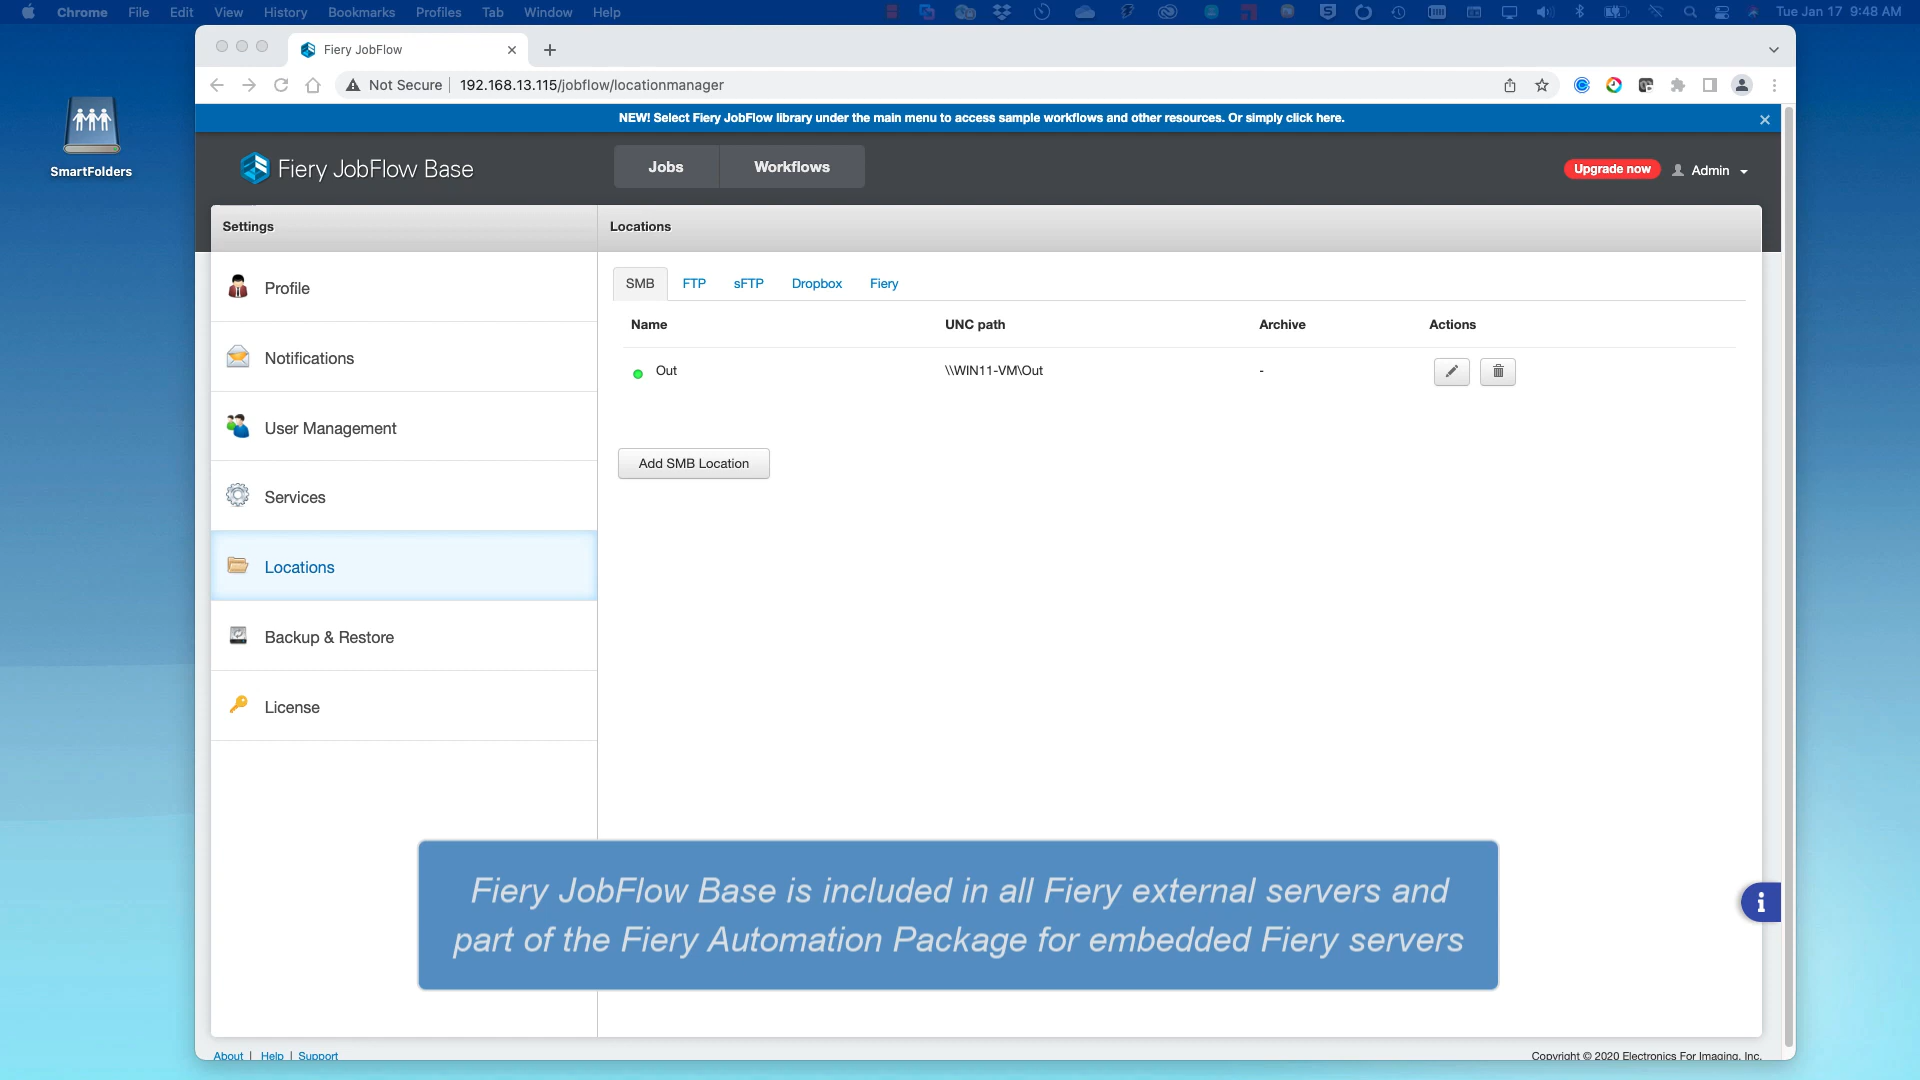 Chrome File Edit View History Bookmarks Profiles Tab Window Help Tue Jan 17 9:48 AM
Fiery JobFlow
Not Secure 192.168.13.115/jobflow/locationmanager
NEW! Select Fiery JobFlow library under the main menu to access sample workflows and other resources. Or simply click here.
SmartFolders
Fiery JobFlow Base
Jobs Workflows
Upgrade now Admin
Settings
Locations
Profile
Notifications
User Management
Services
Locations
Backup & Restore
License
SMB FTP sFTP Dropbox Fiery
Name UNC path Archive Actions
Out \\WIN11-VM\Out -
Add SMB Location
Fiery JobFlow Base is included in all Fiery external servers and
part of the Fiery Automation Package for embedded Fiery servers
About | Help | Support
Copyright © 2020 Electronics For Imaging, Inc.